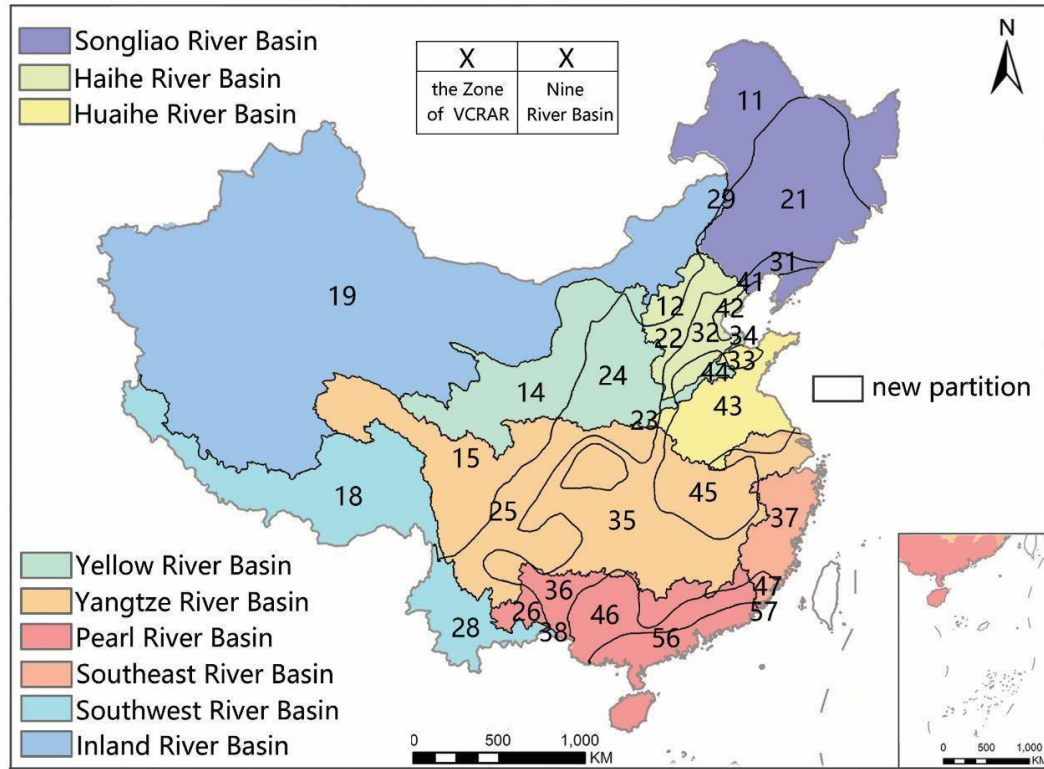 Songliao River Basin
Haihe River Basin
Huaihe River Basin
X X
the Zone of VCRAR
Nine River Basin
N
11
29
21
31
41
12
42
22
32
34
33
44
19
14
24
23
43
new partition
15
18
25
35
45
37
36
26
46
47
57
28
38
56
Yellow River Basin
Yangtze River Basin
Pearl River Basin
Southeast River Basin
Southwest River Basin
Inland River Basin
0 500 1,000
KM
0 500 1,000
KM